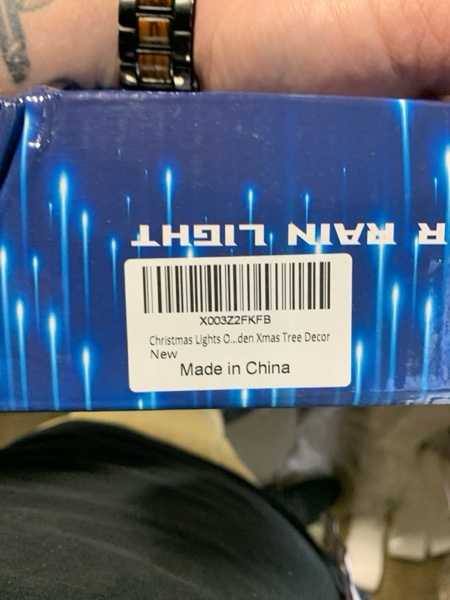 R RAIN LIGHT
X003Z2FKFB
Christmas Lights O...den Xmas Tree Decor
New
Made in China